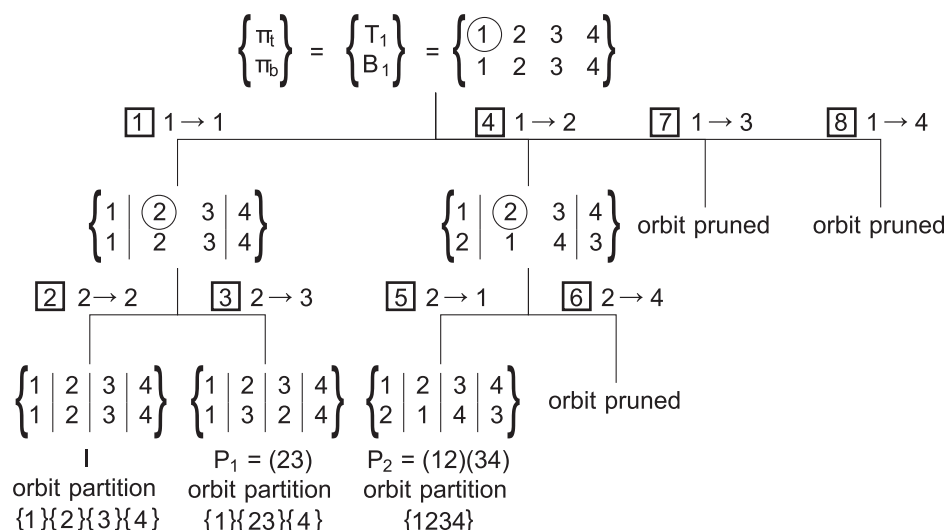 {πt πb} = {T1 B1} = {1 2 3 4
1 2 3 4}
1 1 → 1
4 1 → 2
7 1 → 3
8 1 → 4
{1 | 2 3 | 4
1 | 2 3 | 4}
{1 | 2 3 | 4
2 | 1 4 | 3}
orbit pruned
orbit pruned
2 2 → 2
3 2 → 3
5 2 → 1
6 2 → 4
{1 | 2 | 3 | 4
1 | 2 | 3 | 4}
{1 | 2 | 3 | 4
1 | 3 | 2 | 4}
{1 | 2 | 3 | 4
2 | 1 | 4 | 3}
orbit pruned
I
orbit partition
{1}{2}{3}{4}
P1 = (23)
orbit partition
{1}{23}{4}
P2 = (12)(34)
orbit partition
{1234}